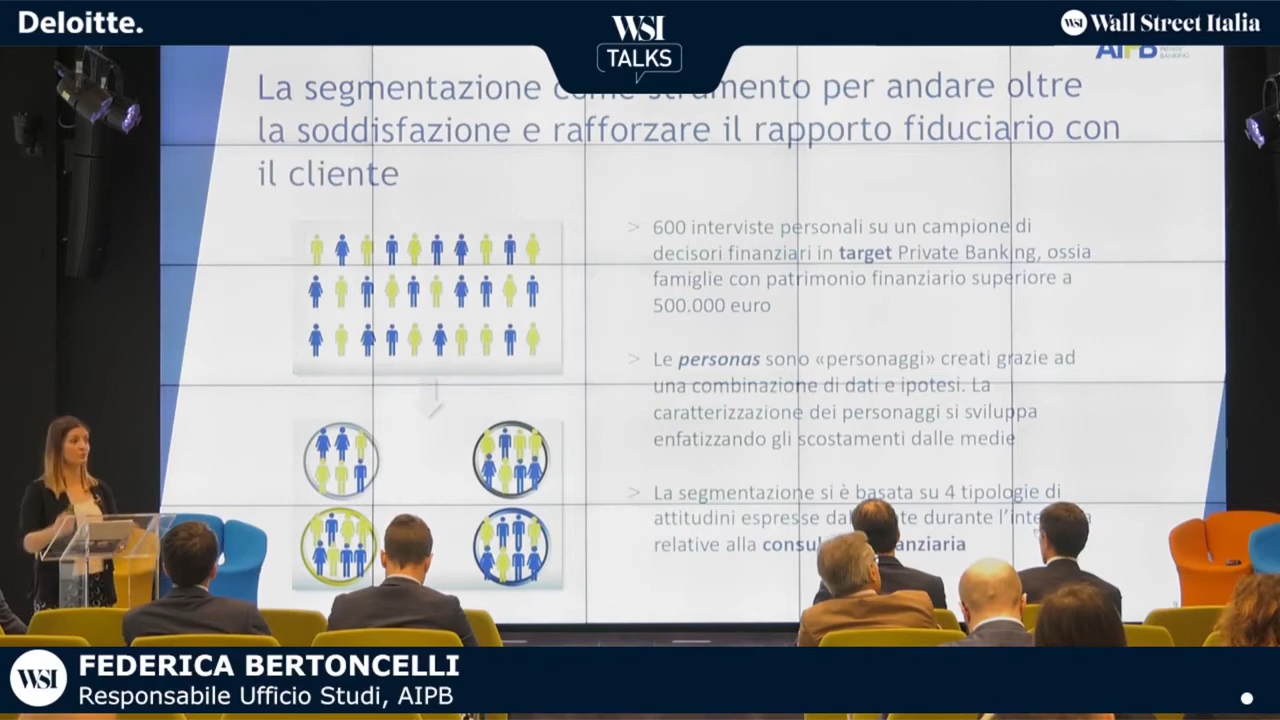 Deloitte.
WSI
TALKS
WSI Wall Street Italia
AIPB
BANKING
La segmentazione come strumento per andare oltre
la soddisfazione e rafforzare il rapporto fiduciario con
il cliente
> 600 interviste personali su un campione di
decisori finanziari in target Private Banking, ossia
famiglie con patrimonio finanziario superiore a
500.000 euro
> Le personas sono «personaggi» creati grazie ad
una combinazione di dati e ipotesi. La
caratterizzazione dei personaggi si sviluppa
enfatizzando gli scostamenti dalle medie
> La segmentazione si è basata su 4 tipologie di
attitudini espresse durante
relative alla
WSI
FEDERICA BERTONCELLI
Responsabile Ufficio Studi, AIPB